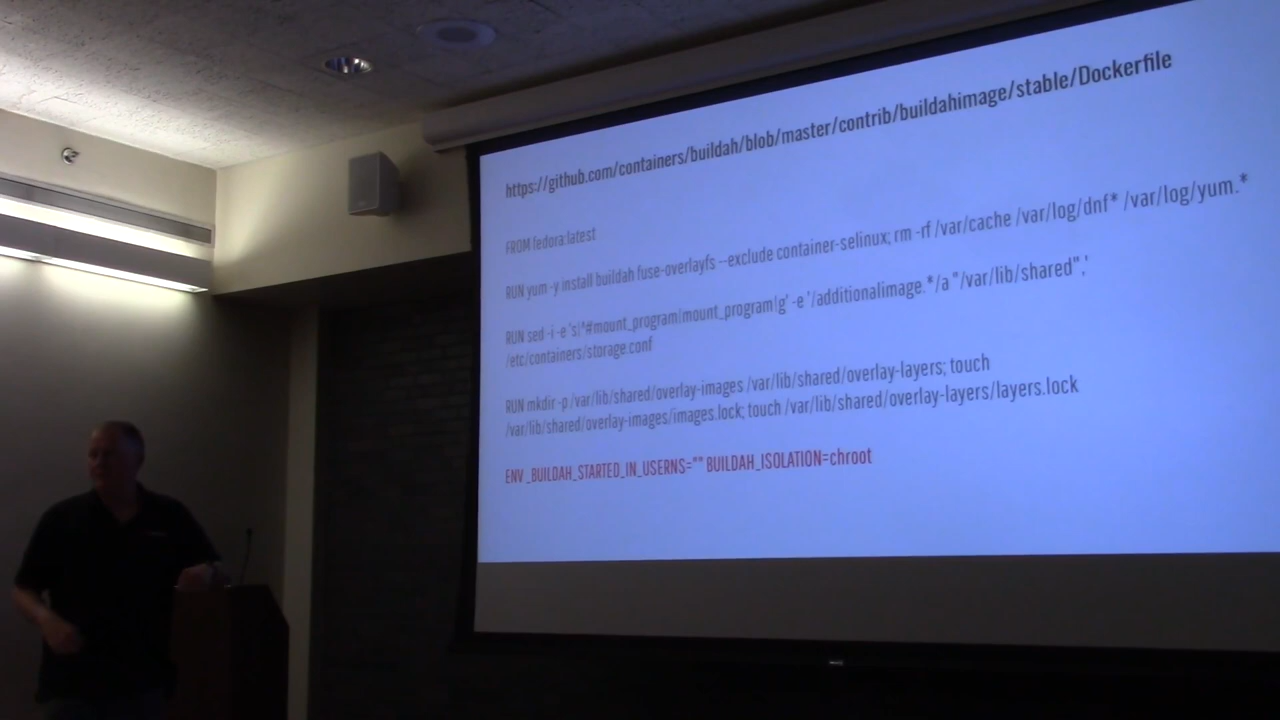 https://github.com/containers/buildah/blob/master/contrib/buildahimage/stable/Dockerfile
FROM fedora:latest
RUN yum -y install buildah fuse-overlayfs --exclude container-selinux; rm -rf /var/cache /var/log/dnf* /var/log/yum.*
RUN sed -i -e 's|^#mount_program|mount_program|g' -e '/additionalimage.*/a "/var/lib/shared",'
/etc/containers/storage.conf
RUN mkdir -p /var/lib/shared/overlay-images /var/lib/shared/overlay-layers; touch
/var/lib/shared/overlay-images/images.lock; touch /var/lib/shared/overlay-layers/layers.lock
ENV _BUILDAH_STARTED_IN_USERNS="" BUILDAH_ISOLATION=chroot